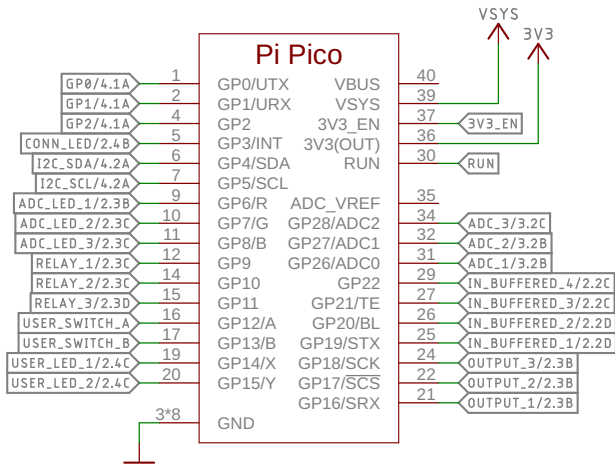 VSYS
3V3
Pi Pico
GP0/4.1A 1 GP0/UTX VBUS 40
GP1/4.1A 2 GP1/URX VSYS 39
GP2/4.1A 4 GP2 3V3_EN 37 3V3_EN
CONN_LED/2.4B 5 GP3/INT 3V3(OUT) 36
I2C_SDA/4.2A 6 GP4/SDA RUN 30 RUN
I2C_SCL/4.2A 7 GP5/SCL
ADC_LED_1/2.3B 9 GP6/R ADC_VREF 35
ADC_LED_2/2.3C 10 GP7/G GP28/ADC2 34 ADC_3/3.2C
ADC_LED_3/2.3C 11 GP8/B GP27/ADC1 32 ADC_2/3.2B
RELAY_1/2.3C 12 GP9 GP26/ADC0 31 ADC_1/3.2B
RELAY_2/2.3C 14 GP10 GP22 29 IN_BUFFERED_4/2.2C
RELAY_3/2.3D 15 GP11 GP21/TE 27 IN_BUFFERED_3/2.2C
USER_SWITCH_A 16 GP12/A GP20/BL 26 IN_BUFFERED_2/2.2D
USER_SWITCH_B 17 GP13/B GP19/STX 25 IN_BUFFERED_1/2.2D
USER_LED_1/2.4C 19 GP14/X GP18/SCK 24 OUTPUT_3/2.3B
USER_LED_2/2.4C 20 GP15/Y GP17/SCS 22 OUTPUT_2/2.3B
GP16/SRX 21 OUTPUT_1/2.3B
3*8 GND